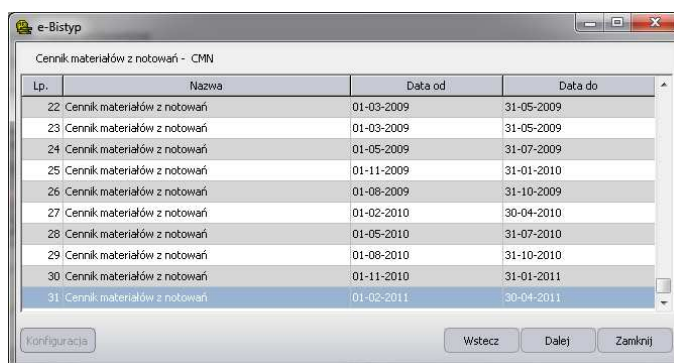 e-Bistyp
Cennik materiałów z notowań - CMN
Lp. Nazwa Data od Data do
22 Cennik materiałów z notowań 01-03-2009 31-05-2009
23 Cennik materiałów z notowań 01-03-2009 31-05-2009
24 Cennik materiałów z notowań 01-05-2009 31-07-2009
25 Cennik materiałów z notowań 01-11-2009 31-01-2010
26 Cennik materiałów z notowań 01-08-2009 31-10-2009
27 Cennik materiałów z notowań 01-02-2010 30-04-2010
28 Cennik materiałów z notowań 01-05-2010 31-07-2010
29 Cennik materiałów z notowań 01-08-2010 31-10-2010
30 Cennik materiałów z notowań 01-11-2010 31-01-2011
31 Cennik materiałów z notowań 01-02-2011 30-04-2011
Konfiguracja Wstecz Dalej Zamknij